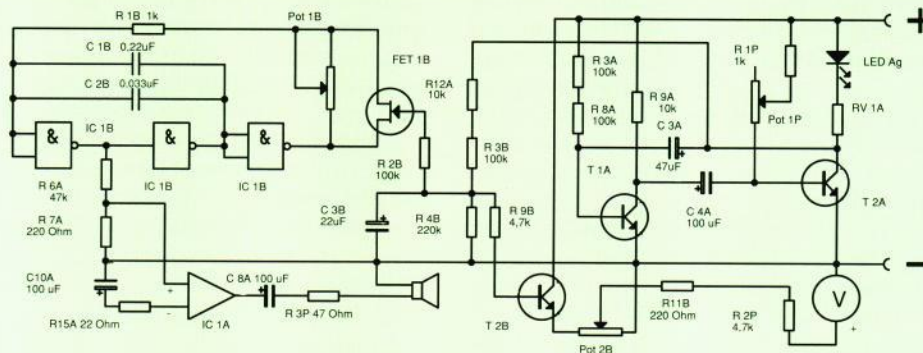 R 1B 1k
Pot 1B
C 1B 0,22uF
C 2B 0,033uF
FET 1B
&
IC 1B
&
IC 1B
&
IC 1B
R 6A
47k
R 7A
220 Ohm
C10A
100 uF
R15A 22 Ohm
+
-
IC 1A
C 8A 100 uF
R 3P 47 Ohm
R 2B
100k
C 3B
22uF
R 4B
220k
R 9B
4,7k
R12A
10k
R 3B
100k
R 3A
100k
R 8A
100k
R 9A
10k
C 3A
47uF
T 1A
C 4A
100 uF
R 1P
1k
Pot 1P
LED Ag
RV 1A
T 2A
+
-
T 2B
Pot 2B
R11B
220 Ohm
R 2P
4,7k
V
+